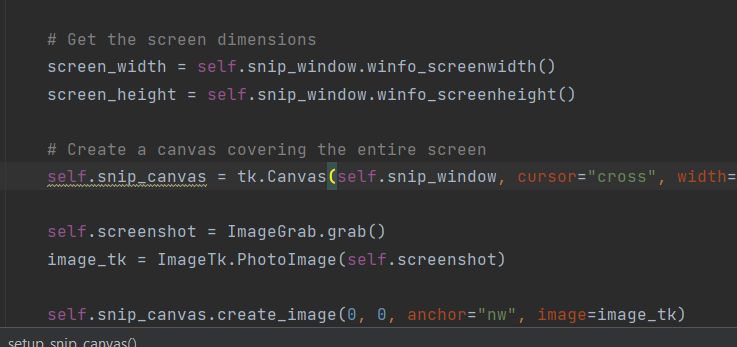 # Get the screen dimensions
screen_width = self.snip_window.winfo_screenwidth()
screen_height = self.snip_window.winfo_screenheight()
# Create a canvas covering the entire screen
self.snip_canvas = tk.Canvas(self.snip_window, cursor="cross", width=
self.screenshot = ImageGrab.grab()
image_tk = ImageTk.PhotoImage(self.screenshot)
self.snip_canvas.create_image(0, 0, anchor="nw", image=image_tk)
setup_snip_canvas()